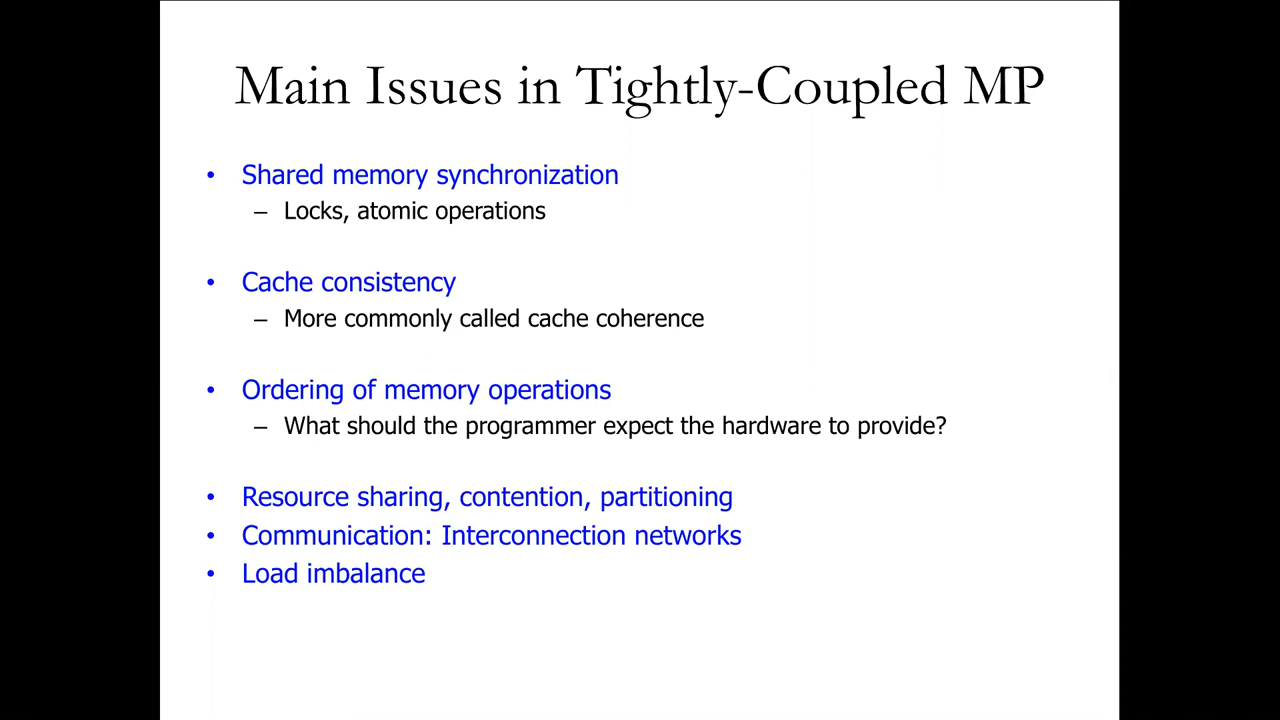 Main Issues in Tightly-Coupled MP
• Shared memory synchronization
– Locks, atomic operations
• Cache consistency
– More commonly called cache coherence
• Ordering of memory operations
– What should the programmer expect the hardware to provide?
• Resource sharing, contention, partitioning
• Communication: Interconnection networks
• Load imbalance